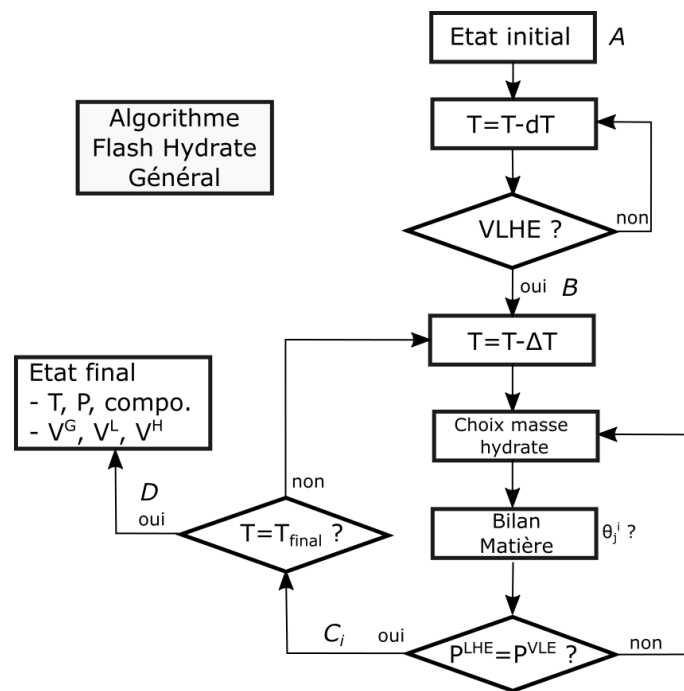 Etat initial
A
Algorithme
Flash Hydrate
Général
T=T-dT
VLHE ?
non
oui
B
T=T-ΔT
Etat final
- T, P, compo.
- V^G, V^L, V^H
Choix masse
hydrate
D
oui
non
T=T_final ?
Bilan
Matière
θ_j^i ?
C_i
oui
P^LHE=P^VLE ?
non